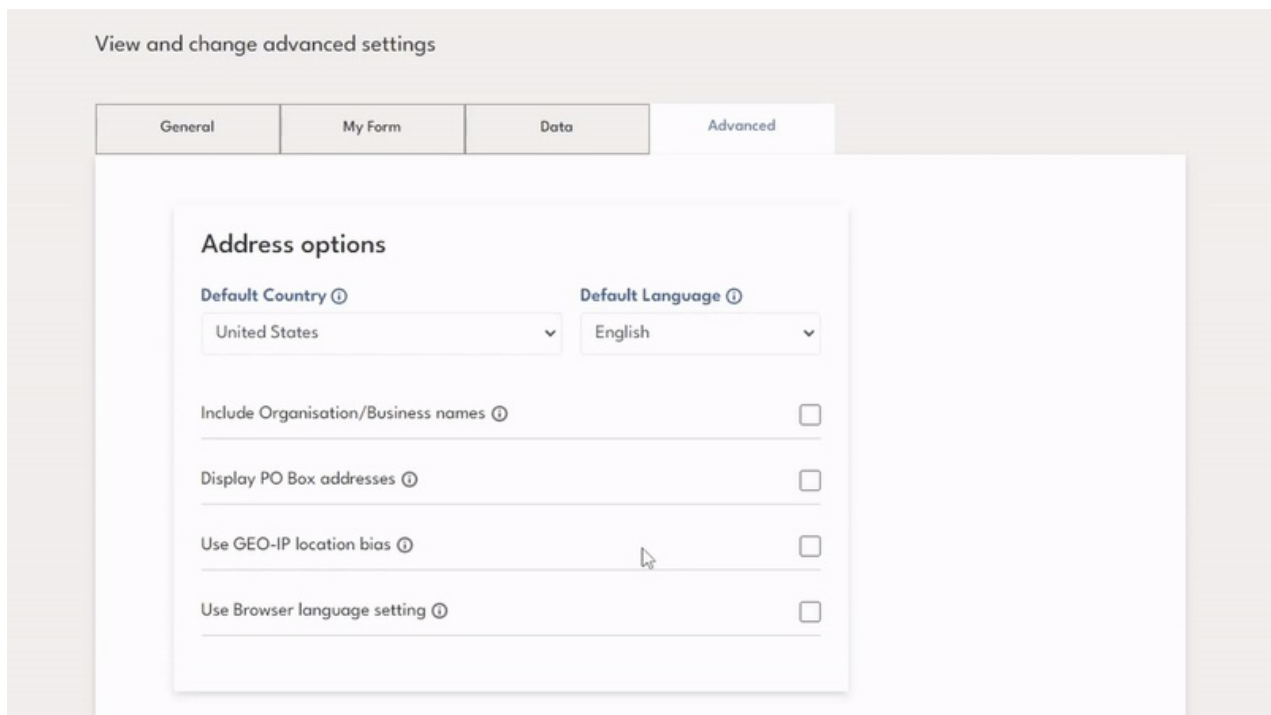 View and change advanced settings
General My Form Data Advanced
Address options
Default Country Default Language
United States English
Include Organisation/Business names
Display PO Box addresses
Use GEO-IP location bias
Use Browser language setting